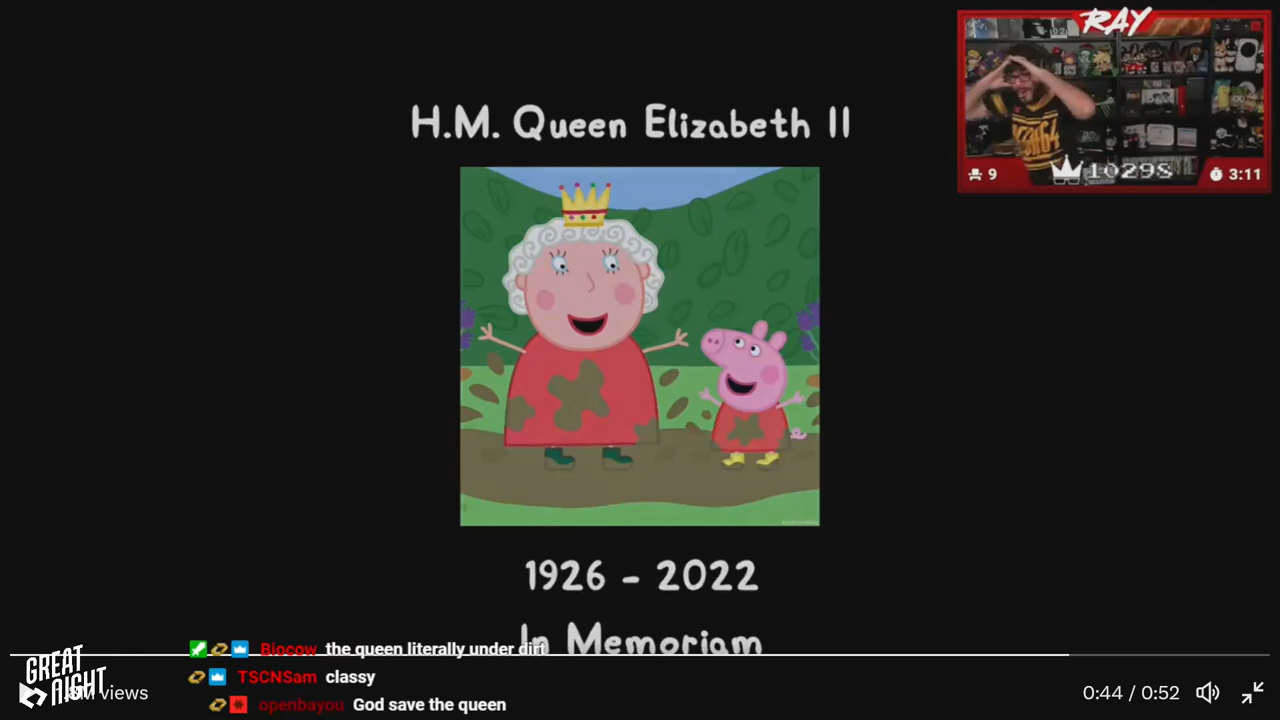 RAY
9
10298
3:11
H.M. Queen Elizabeth II
1926 - 2022
In Memoriam
Biocow the queen literally under dirt
TSCNSam classy
openbayou God save the queen
GREAT
NIGHT
views
0:44 / 0:52